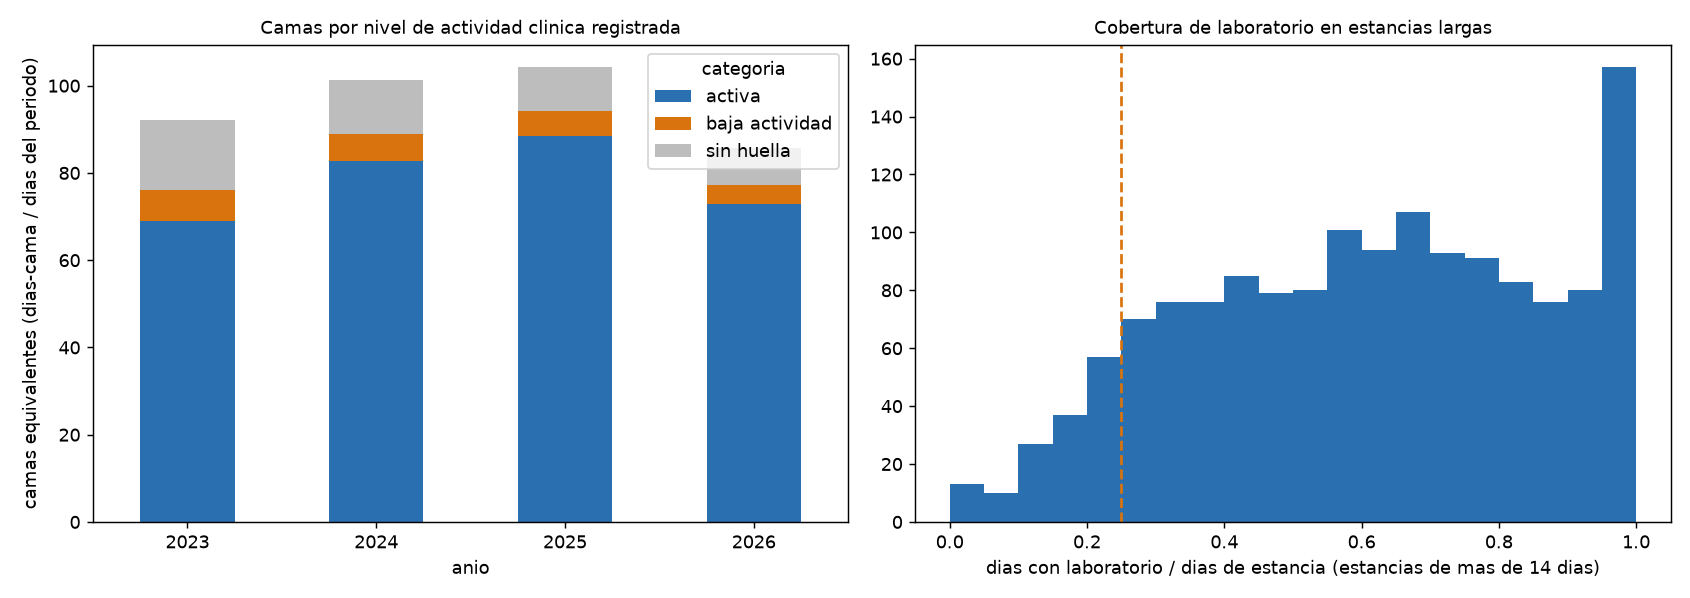 Camas por nivel de actividad clinica registrada
camas equivalentes (dias-cama / dias del periodo)
100
80
60
40
20
0
categoria
activa
baja actividad
sin huella
2023 2024 2025 2026
anio
Cobertura de laboratorio en estancias largas
160
140
120
100
80
60
40
20
0
0.0 0.2 0.4 0.6 0.8 1.0
dias con laboratorio / dias de estancia (estancias de mas de 14 dias)